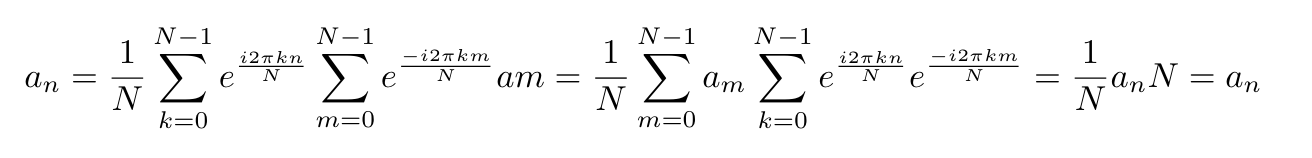 a_n = \frac{1}{N} \sum_{k=0}^{N-1} e^{\frac{i2\pi kn}{N}} \sum_{m=0}^{N-1} e^{\frac{-i2\pi km}{N}} am = \frac{1}{N} \sum_{m=0}^{N-1} a_m \sum_{k=0}^{N-1} e^{\frac{i2\pi kn}{N}} e^{\frac{-i2\pi km}{N}} = \frac{1}{N} a_n N = a_n